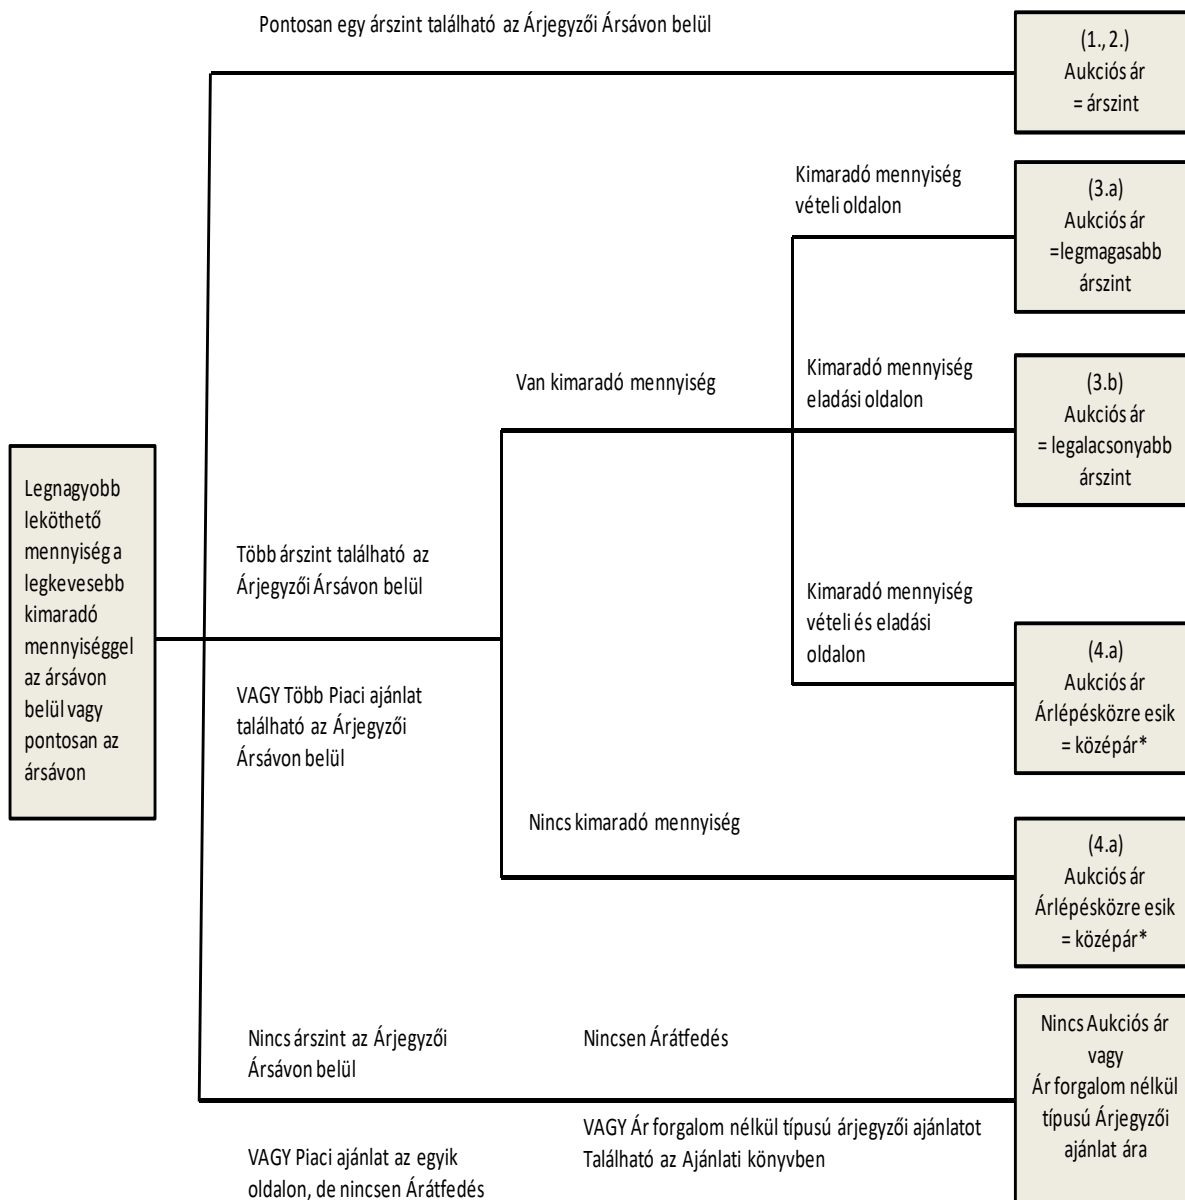 Pontosan egy árszint található az Árjegyzői Ársávon belül
(1., 2.)
Aukciós ár
= árszint
Kimaradó mennyiség
vételi oldalon
(3.a)
Aukciós ár
=legmagasabb
árszint
Van kimaradó mennyiség
Kimaradó mennyiség
eladási oldalon
(3.b)
Aukciós ár
= legalacsonyabb
árszint
Legnagyobb
leköthető
mennyiség a
legkevesebb
kimaradó
mennyiséggel
az ársávon
belül vagy
pontosan az
ársávon
Több árszint található az
Árjegyzői Ársávon belül
VAGY Több Piaci ajánlat
található az Árjegyzői
Ársávon belül
Kimaradó mennyiség
vételi és eladási
oldalon
(4.a)
Aukciós ár
Árlépésközre esik
= középár*
Nincs kimaradó mennyiség
(4.a)
Aukciós ár
Árlépésközre esik
= középár*
Nincs árszint az Árjegyzői
Ársávon belül
Nincsen Árátfedés
VAGY Piaci ajánlat az egyik
oldalon, de nincsen Árátfedés
VAGY Ár forgalom nélkül típusú árjegyzői ajánlatot
Található az Ajánlati könyvben
Nincs Aukciós ár
vagy
Ár forgalom nélkül
típusú Árjegyzői
ajánlat ára